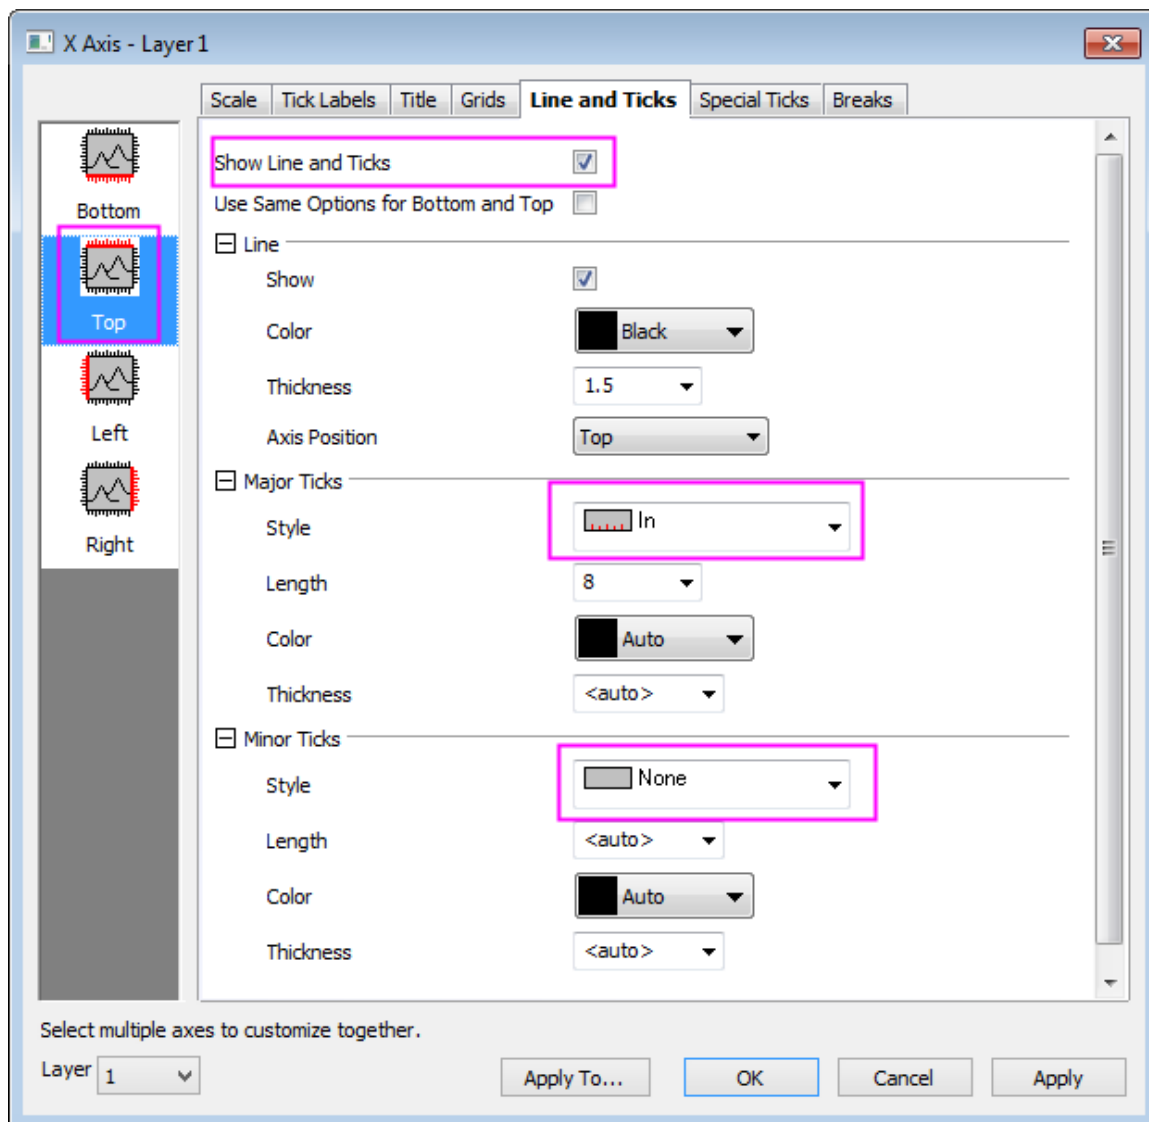 X Axis - Layer 1
Scale Tick Labels Title Grids Line and Ticks Special Ticks Breaks
Bottom
Top
Left
Right
Show Line and Ticks
Use Same Options for Bottom and Top
Line
Show
Color Black
Thickness 1.5
Axis Position Top
Major Ticks
Style In
Length 8
Color Auto
Thickness <auto>
Minor Ticks
Style None
Length <auto>
Color Auto
Thickness <auto>
Select multiple axes to customize together.
Layer 1 Apply To... OK Cancel Apply